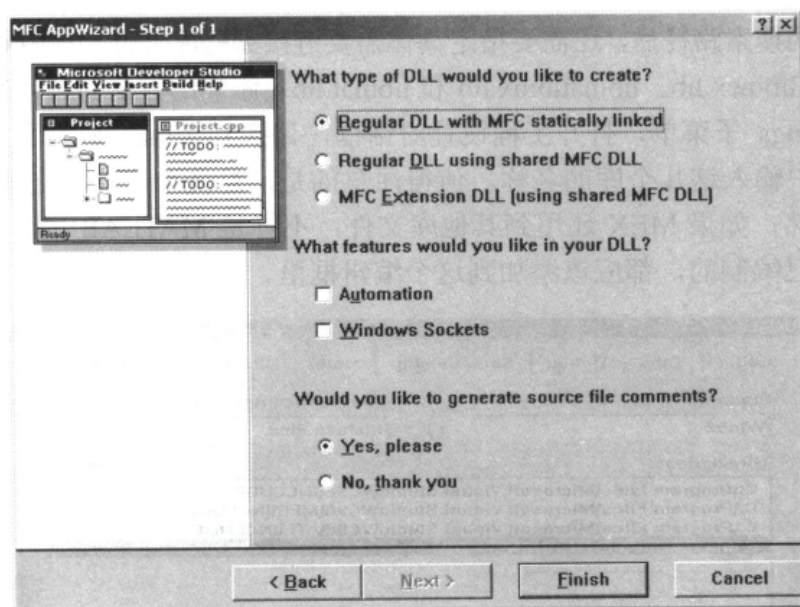 MFC AppWizard - Step 1 of 1
Microsoft Developer Studio
File Edit View Insert Build Help
Project
Project.cpp
// TODO:
// TODO:
Ready
What type of DLL would you like to create?
Regular DLL with MFC statically linked
Regular DLL using shared MFC DLL
MFC Extension DLL (using shared MFC DLL)
What features would you like in your DLL?
Automation
Windows Sockets
Would you like to generate source file comments?
Yes, please
No, thank you
< Back
Next >
Finish
Cancel